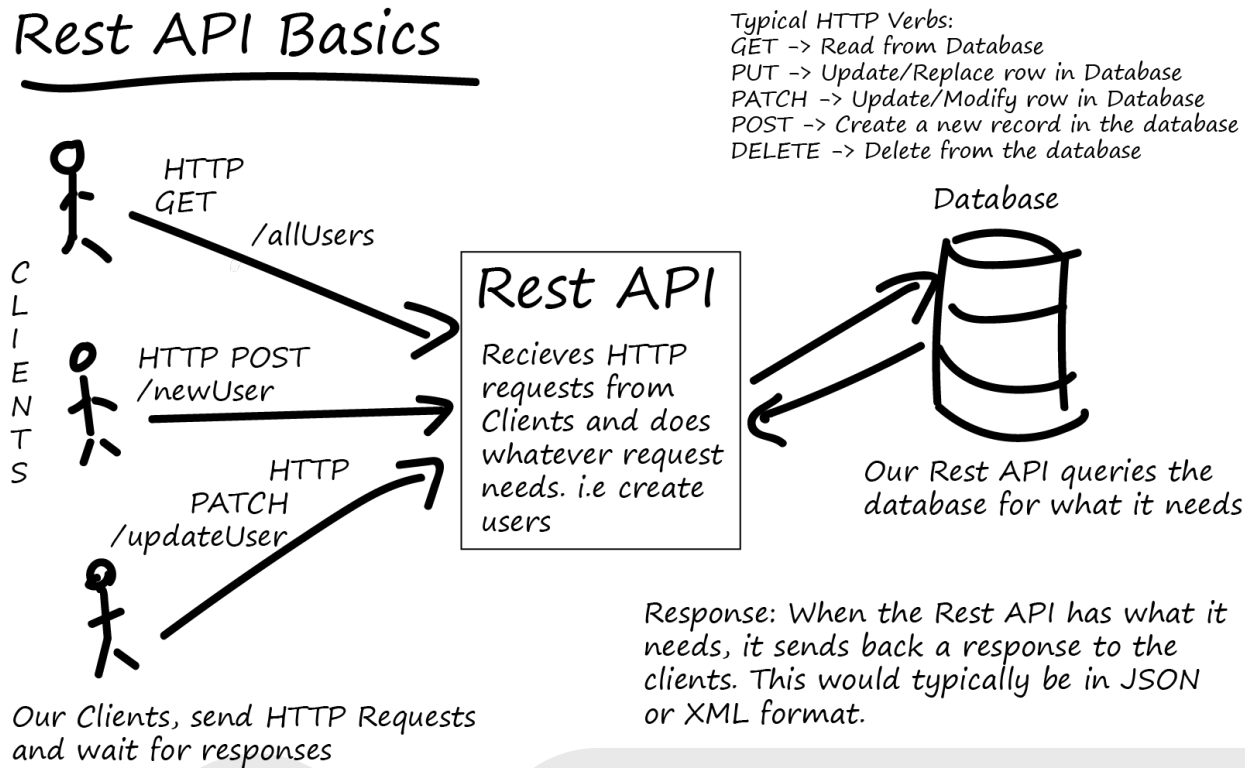 Rest API Basics
Typical HTTP Verbs:
GET -> Read from Database
PUT -> Update/Replace row in Database
PATCH -> Update/Modify row in Database
POST -> Create a new record in the database
DELETE -> Delete from the database
CLIENTS
HTTP
GET
/allUsers
HTTP POST
/newUser
HTTP
PATCH
/updateUser
Our Clients, send HTTP Requests
and wait for responses
Rest API
Recieves HTTP
requests from
Clients and does
whatever request
needs. i.e create
users
Database
Our Rest API queries the
database for what it needs
Response: When the Rest API has what it
needs, it sends back a response to the
clients. This would typically be in JSON
or XML format.